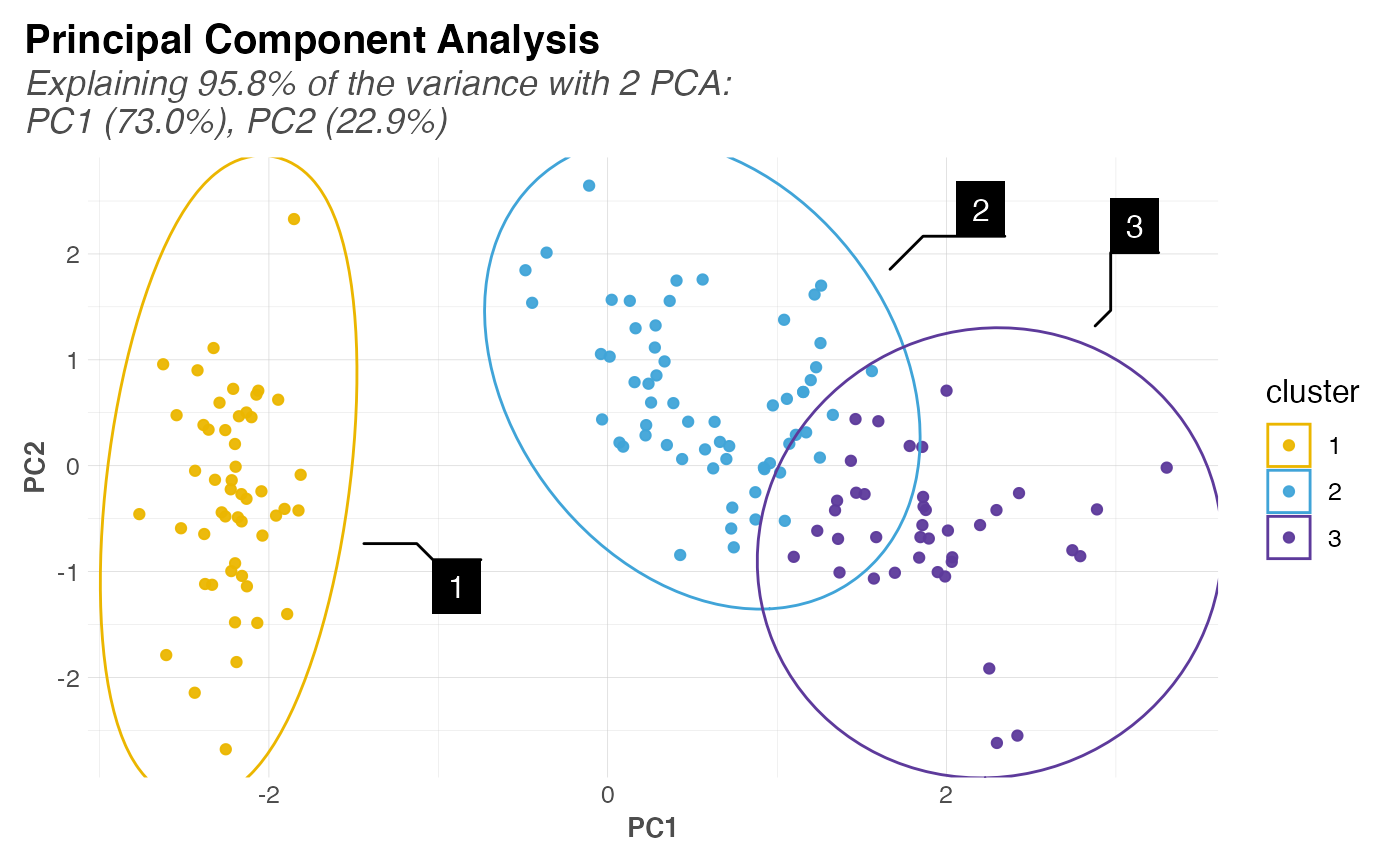 Principal Component Analysis
Explaining 95.8% of the variance with 2 PCA:
PC1 (73.0%), PC2 (22.9%)
2
3
1
2
1
0
-1
-2
PC2
-2
0
2
PC1
cluster
1
2
3